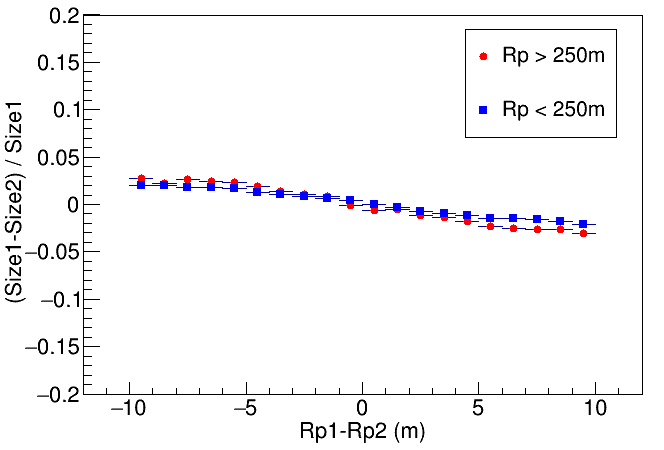 (Size1-Size2) / Size1
0.2
0.15
0.1
0.05
0
−0.05
−0.1
−0.15
−0.2
Rp > 250m
Rp < 250m
−10 −5 0 5 10
Rp1-Rp2 (m)